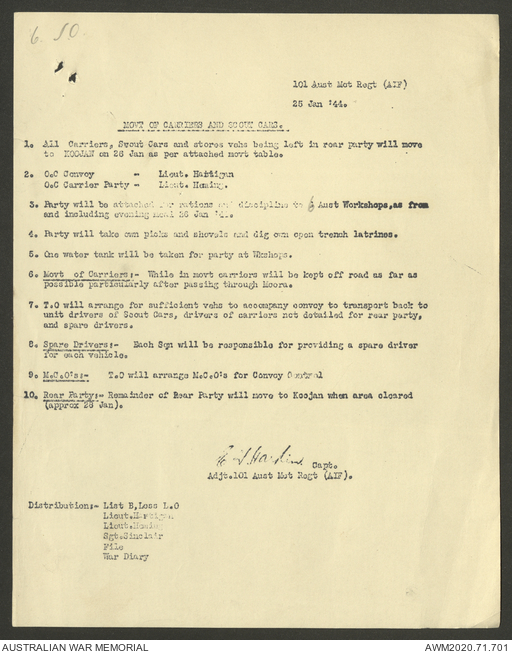 6. 50
101 Aust Mot Regt (AIF)
25 Jan '44.
MOVT OF CARRIERS AND SCOUT CARS.
1. All Carriers, Scout Cars and stores vehs being left in rear party will move
to KOOJAN on 26 Jan as per attached movt table.
2. O.C Convoy - Lieut. Hartigan
O.C Carrier Party - Lieut. Heming.
3. Party will be attached for rations and discipline to 6 Aust Workshops, as from
and including evening meal 26 Jan '44.
4. Party will take own picks and shovels and dig own open trench latrines.
5. One water tank will be taken for party at Wkshops.
6. Movt of Carriers:- While in movt carriers will be kept off road as far as
possible particularly after passing through Moora.
7. T.O will arrange for sufficient vehs to accompany convoy to transport back to
unit drivers of Scout Cars, drivers of carriers not detailed for rear party,
and spare drivers.
8. Spare Drivers:- Each Sqn will be responsible for providing a spare driver
for each vehicle.
9. M.C.O's:- T.O will arrange M.C.O's for Convoy Control
10. Rear Party:- Remainder of Rear Party will move to Koojan when area cleared
(approx 28 Jan).
Capt.
Adjt.101 Aust Mot Regt (AIF).
Distribution:- List B, Less L.O
Lieut.Hartigan
Lieut.Heming
Sgt.Sinclair
File
War Diary
AUSTRALIAN WAR MEMORIAL
AWM2020.71.701